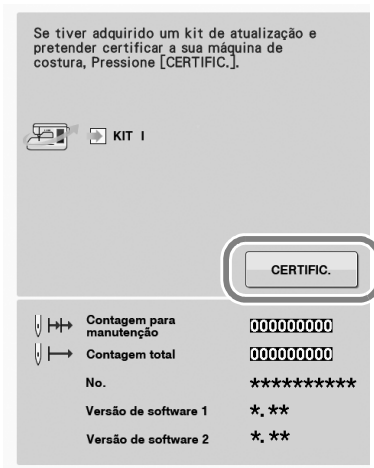 Se tiver adquirido um kit de atualização e
pretender certificar a sua máquina de
costura, Pressione [CERTIFIC.].
KIT I
CERTIFIC.
Contagem para
manutenção 000000000
Contagem total 000000000
No. **********
Versão de software 1 *.**
Versão de software 2 *.**